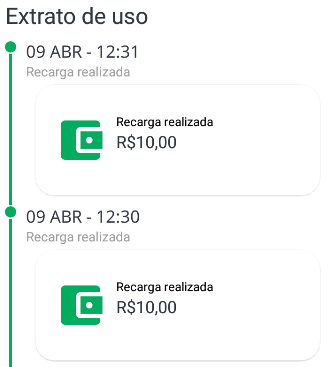 Extrato de uso
09 ABR - 12:31
Recarga realizada
Recarga realizada
R$10,00
09 ABR - 12:30
Recarga realizada
Recarga realizada
R$10,00